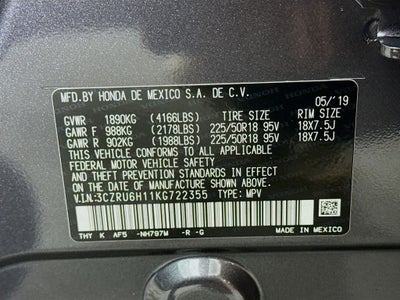 MFD.BY HONDA DE MEXICO S.A. DE C.V.
05/'19
GVWR 1890KG (4166LBS) TIRE SIZE RIM SIZE
GAWR F 988KG (2178LBS) 225/50R18 95V 18X7.5J
GAWR R 902KG (1988LBS) 225/50R18 95V 18X7.5J
THIS VEHICLE CONFORMS TO ALL APPLICABLE
FEDERAL MOTOR VEHICLE SAFETY
AND THEFT PREVENTION STANDARDS IN EFFECT ON
THE DATE OF MANUFACTURE SHOWN ABOVE.
V.I.N:3CZRU6H11KG722355 TYPE: MPV
THY K AF5 -NH797M -R -G
MADE IN MEXICO